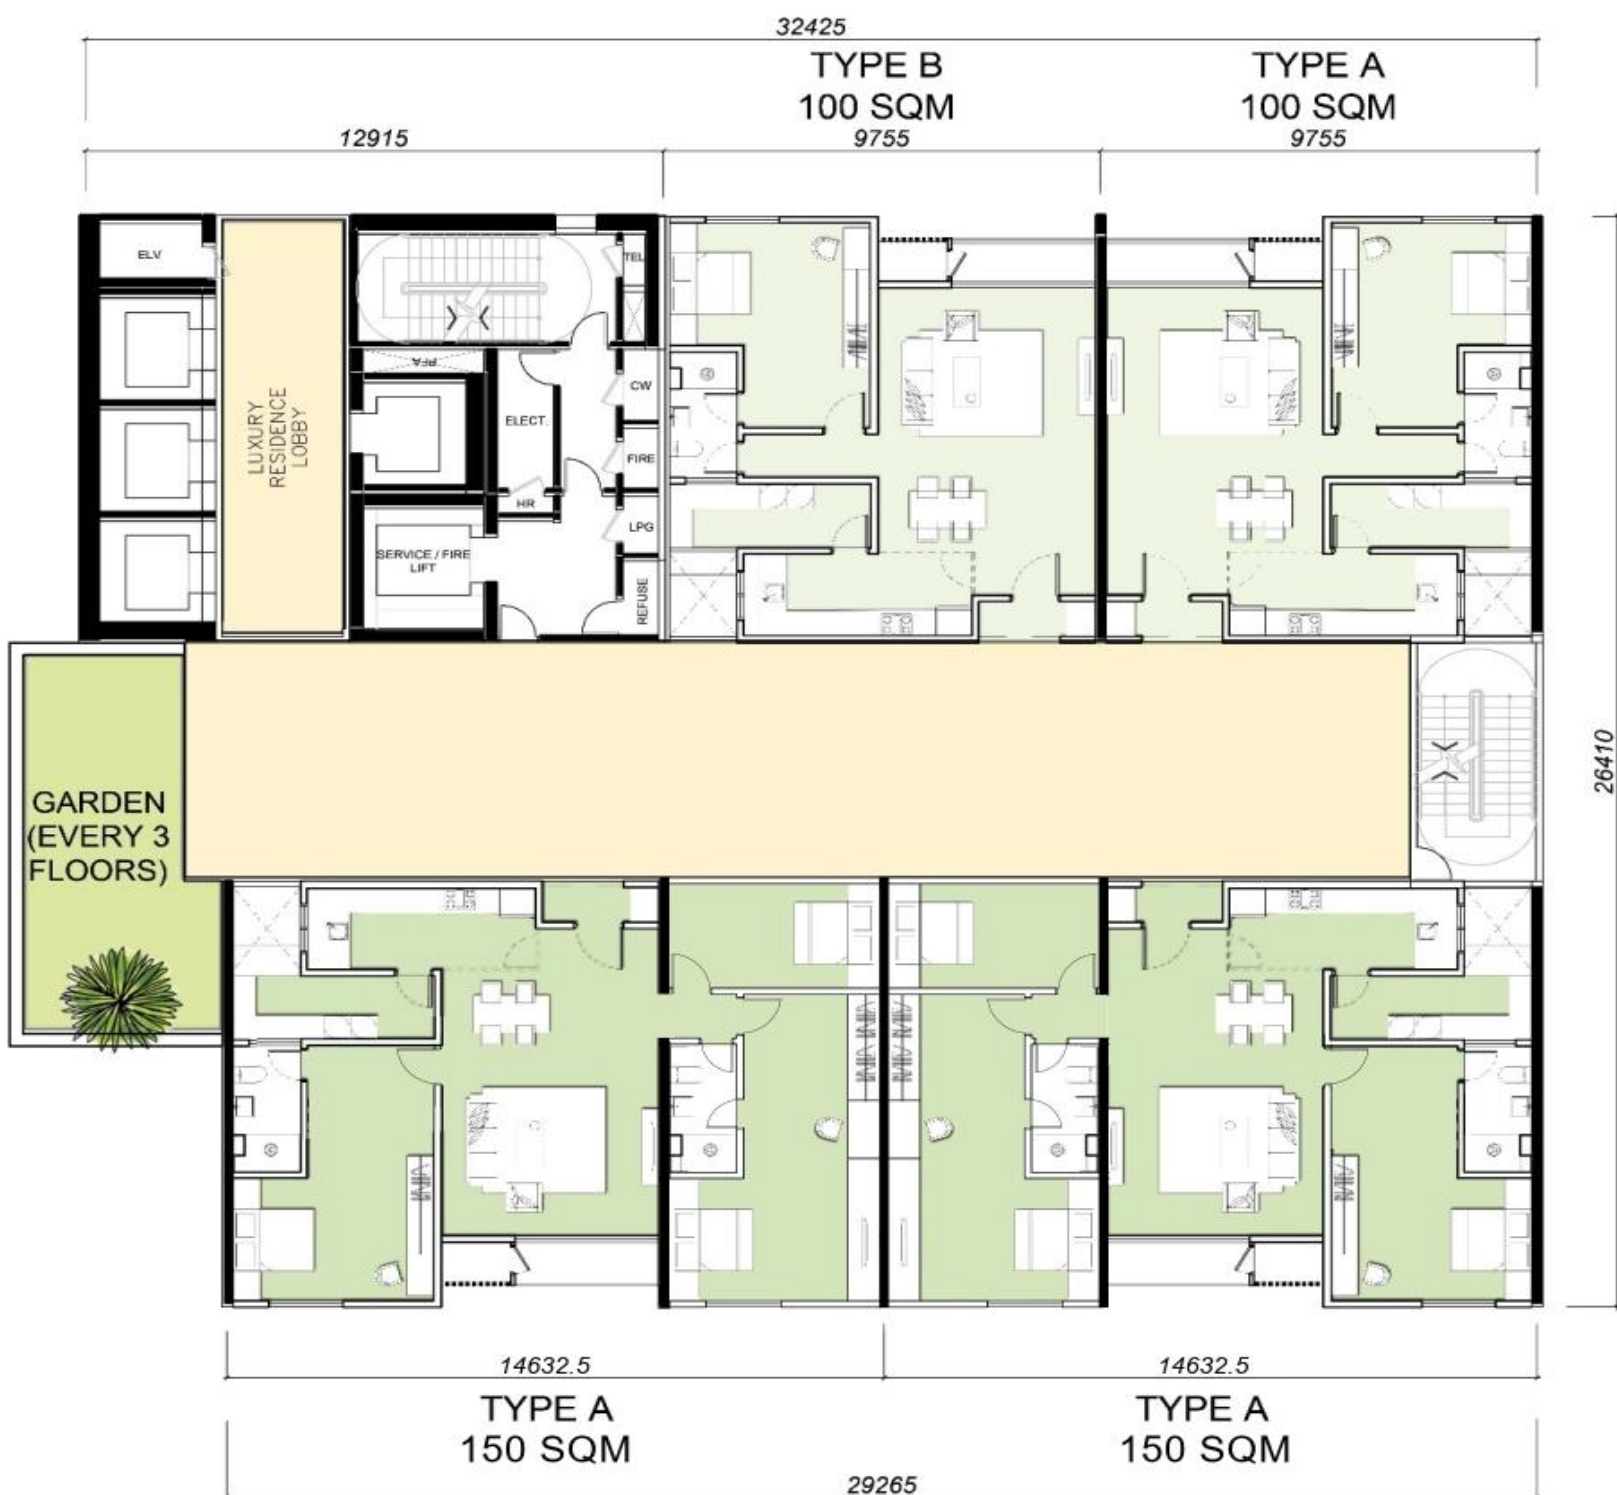 32425
TYPE B
100 SQM
TYPE A
100 SQM
12915
9755
9755
ELV
TEL
LUXURY
RESIDENCE
LOBBY
PFA
ELECT.
CW
FIRE
HR
LPG
SERVICE / FIRE
LIFT
REFUSE
26410
GARDEN
(EVERY 3
FLOORS)
14632.5
14632.5
TYPE A
150 SQM
TYPE A
150 SQM
29265